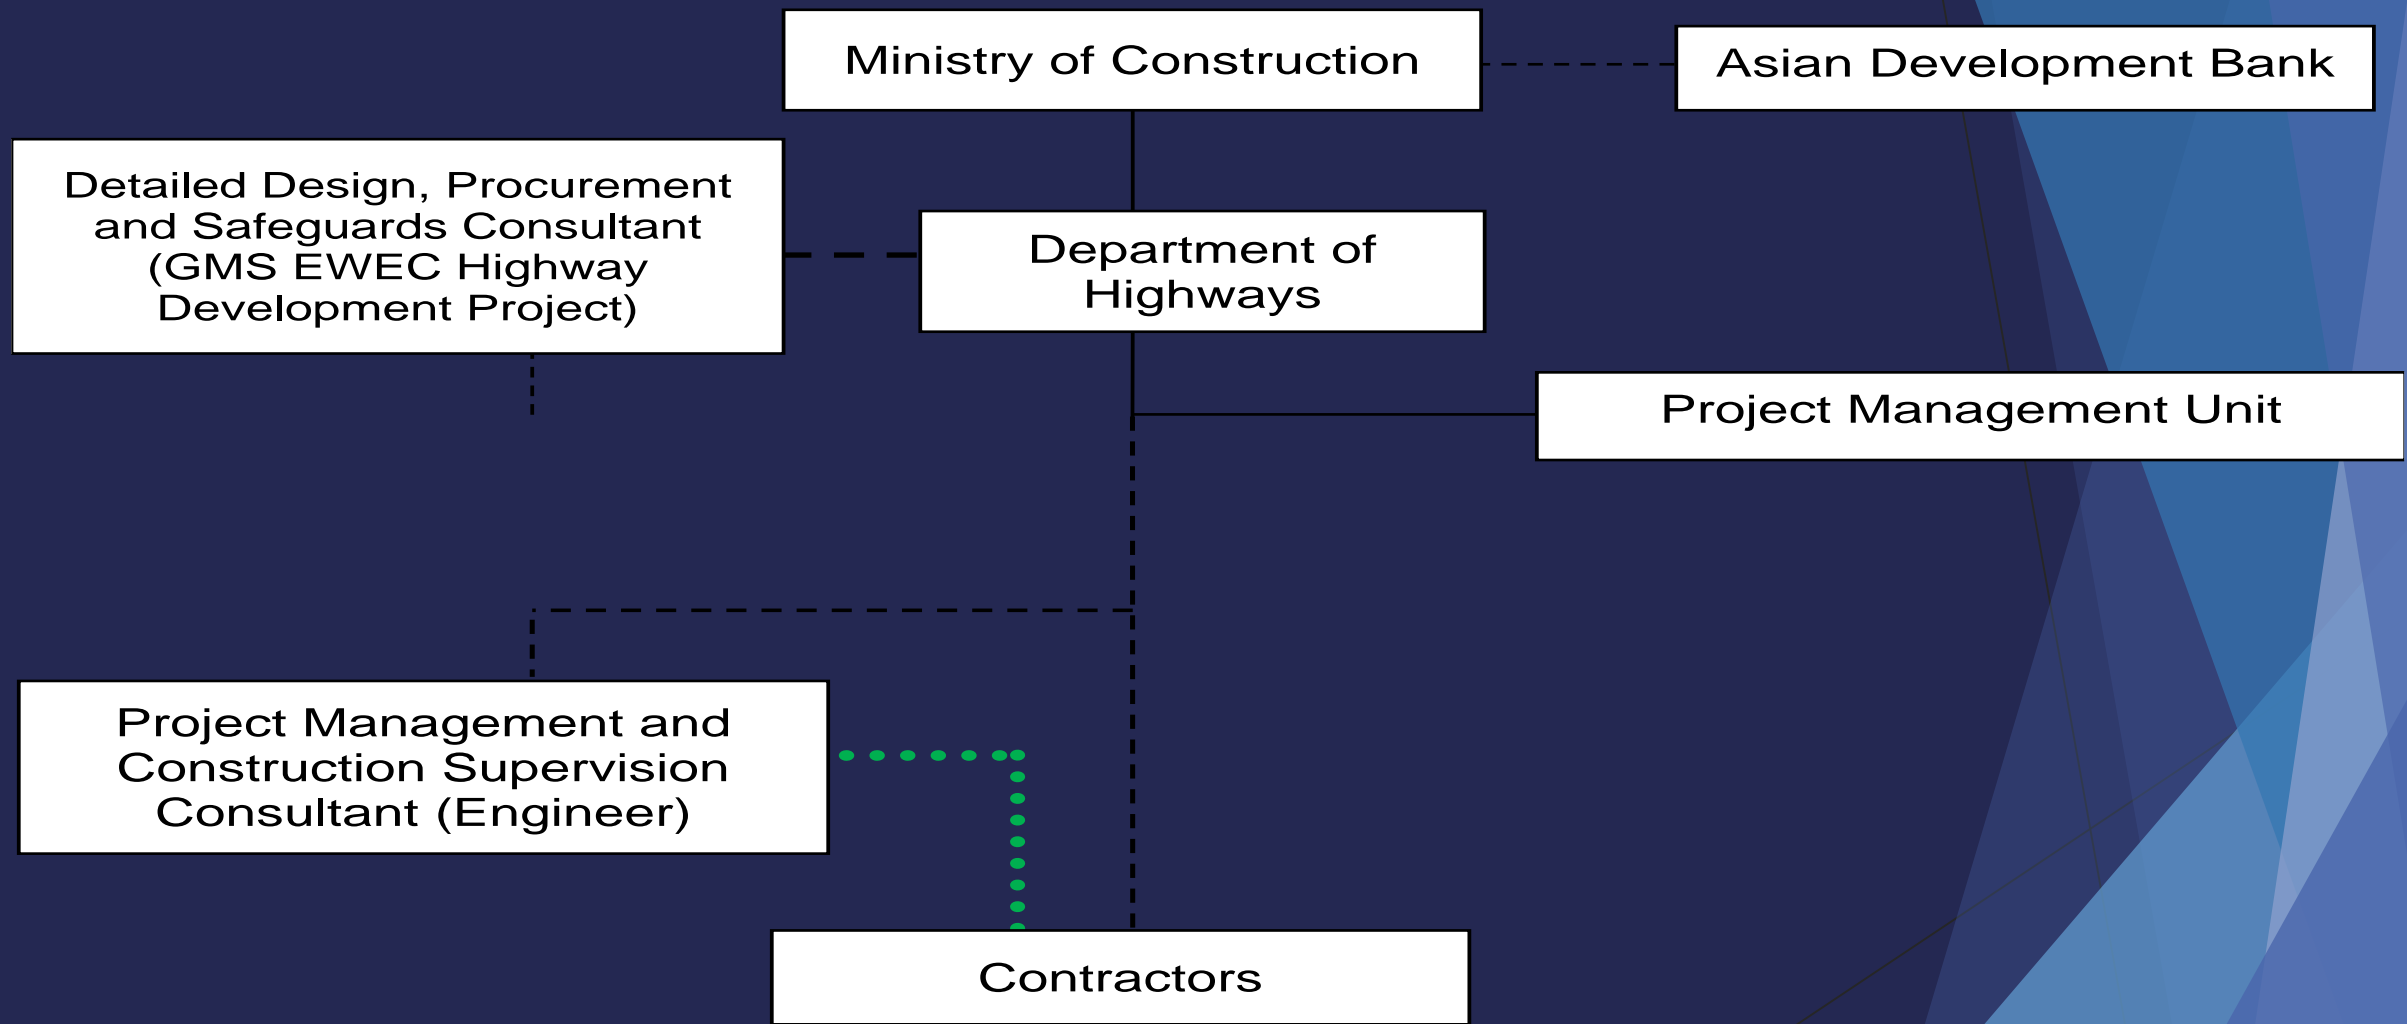 Ministry of Construction
Asian Development Bank
Detailed Design, Procurement
and Safeguards Consultant
(GMS EWEC Highway
Development Project)
Department of
Highways
Project Management Unit
Project Management and
Construction Supervision
Consultant (Engineer)
Contractors